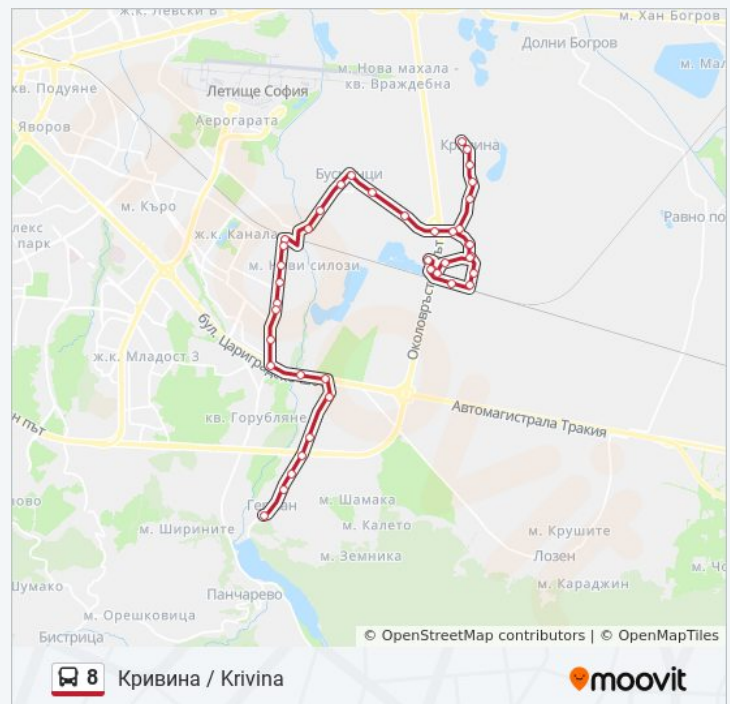 ж.к. Левски В
м. Хан Богров
Долни Богров
м. Нова махала -
кв. Враждебна
кв. Подуяне
Летище София
Аерогарата
Яворов
Кривина
Бусманци
м. Къро
Равно по
парк
ж.к. Канала
м. Нови силози
Околовръстен път
бул. Цариградско
ж.к. Младост 3
кв. Горубляне
Автомагистрала Тракия
н път
Герман
м. Шамака
м. Ширините
м. Калето
м. Крушите
м. Земника
Лозен
м. Караджин
Панчарево
м. Орешковица
Бистрица
© OpenStreetMap contributors | © OpenMapTiles
8 Кривина / Krivina
moovit